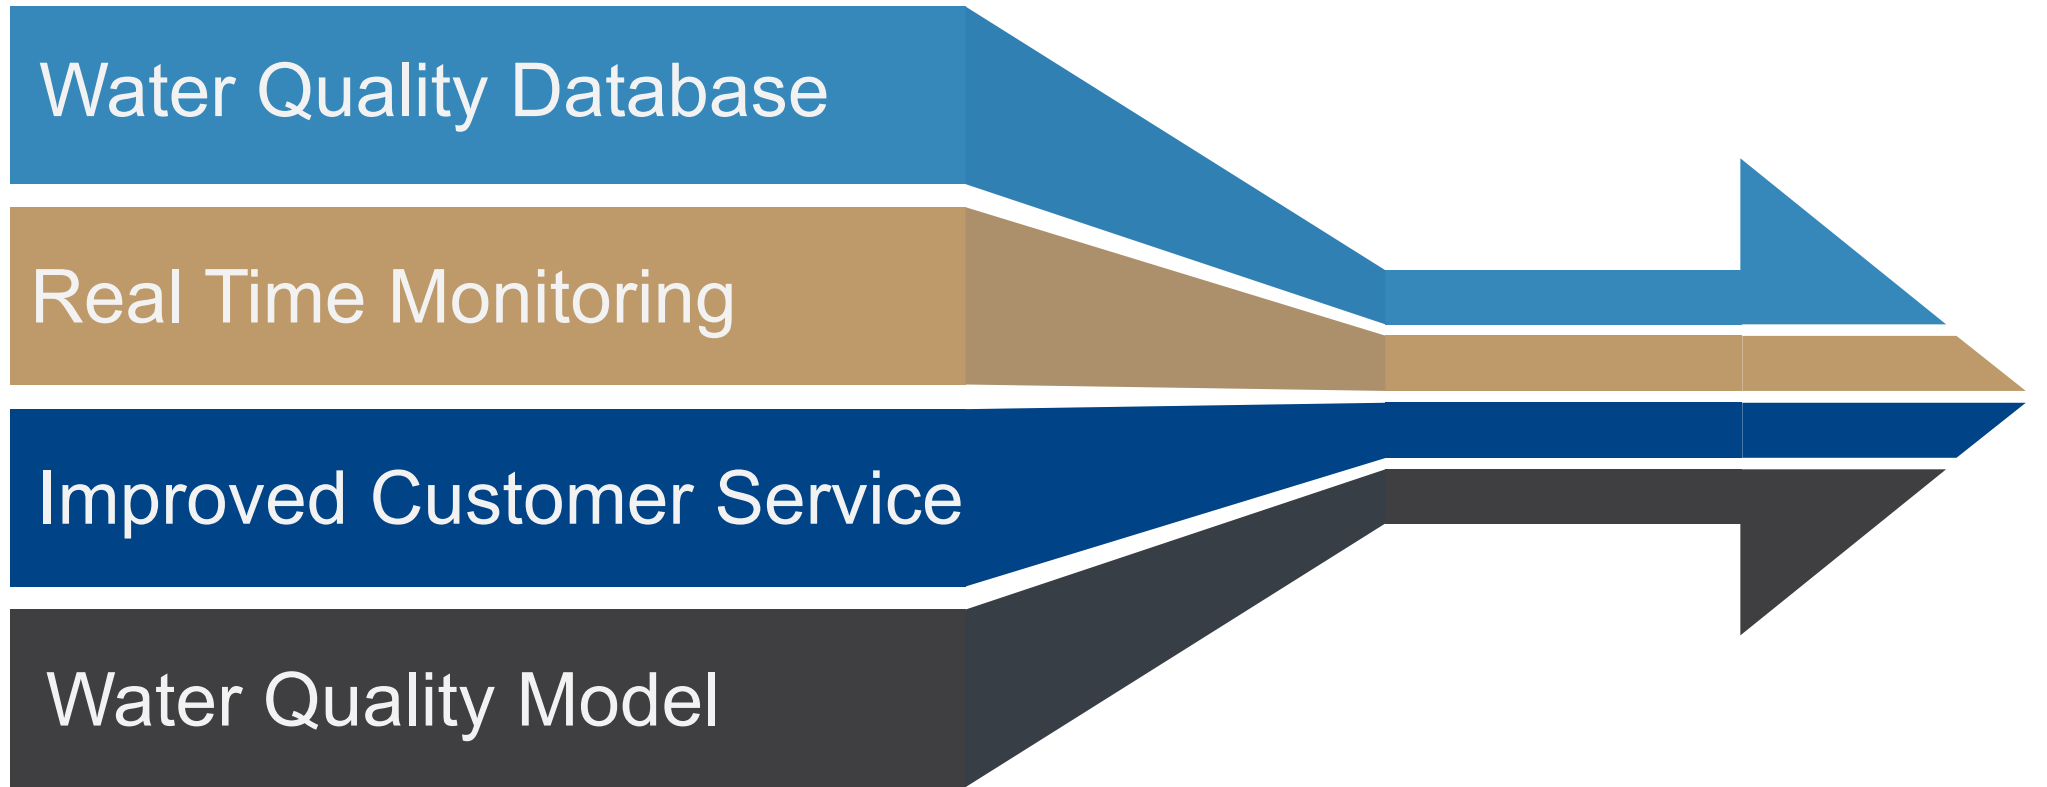 Water Quality Database
Real Time Monitoring
Improved Customer Service
Water Quality Model